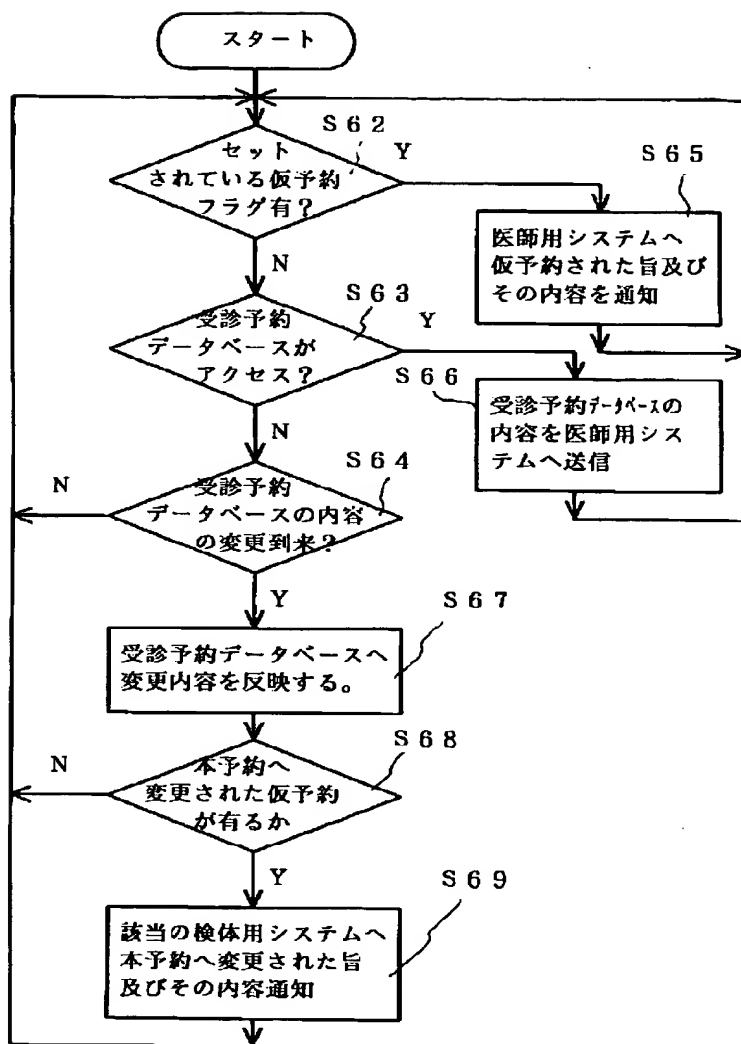 スタート
S62
セット
されている仮予約
フラグ有?
Y
N
S65
医師用システムへ
仮予約された旨及び
その内容を通知
S63
受診予約
データベースが
アクセス?
Y
N
S66
受診予約データベースの
内容を医師用シス
テムへ送信
S64
受診予約
データベースの内容
の変更到来?
N
Y
S67
受診予約データベースへ
変更内容を反映する。
S68
本予約へ
変更された仮予約
が有るか
N
Y
S69
該当の検体用システムへ
本予約へ変更された旨
及びその内容通知